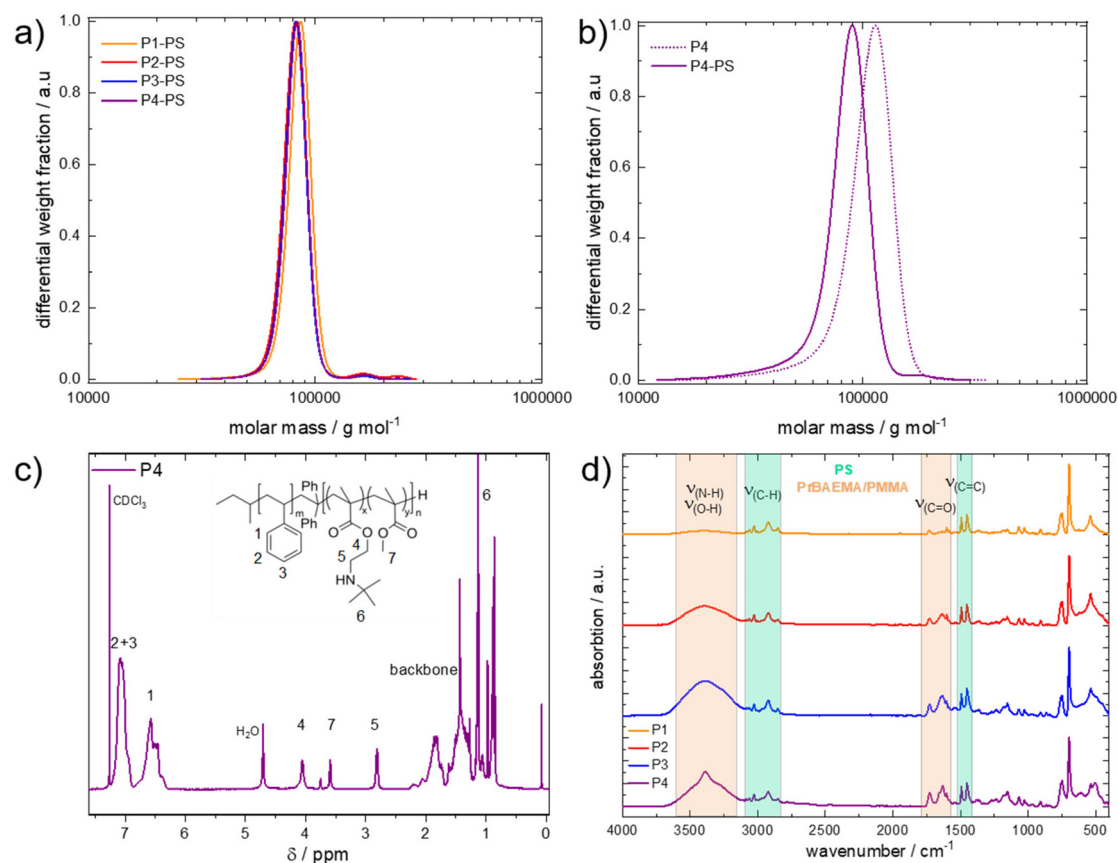 a)
P1-PS
P2-PS
P3-PS
P4-PS
differential weight fraction / a.u
1.0
0.8
0.6
0.4
0.2
0.0
10000
100000
1000000
molar mass / g mol⁻¹
b)
P4
P4-PS
differential weight fraction / a.u
1.0
0.8
0.6
0.4
0.2
0.0
10000
100000
1000000
molar mass / g mol⁻¹
c)
P4
CDCl₃
Ph
Ph
Ph
H
m
x
y
n
O
O
O
O
HN
1
2
3
4
5
6
7
2+3
1
H₂O
4
7
5
backbone
6
7
6
5
4
3
2
1
0
δ / ppm
d)
PS
PtBAEMA/PMMA
ν(N-H)
ν(O-H)
ν(C-H)
ν(C=O)
ν(C=C)
absorbtion / a.u.
P1
P2
P3
P4
4000
3500
3000
2500
2000
1500
1000
500
wavenumber / cm⁻¹